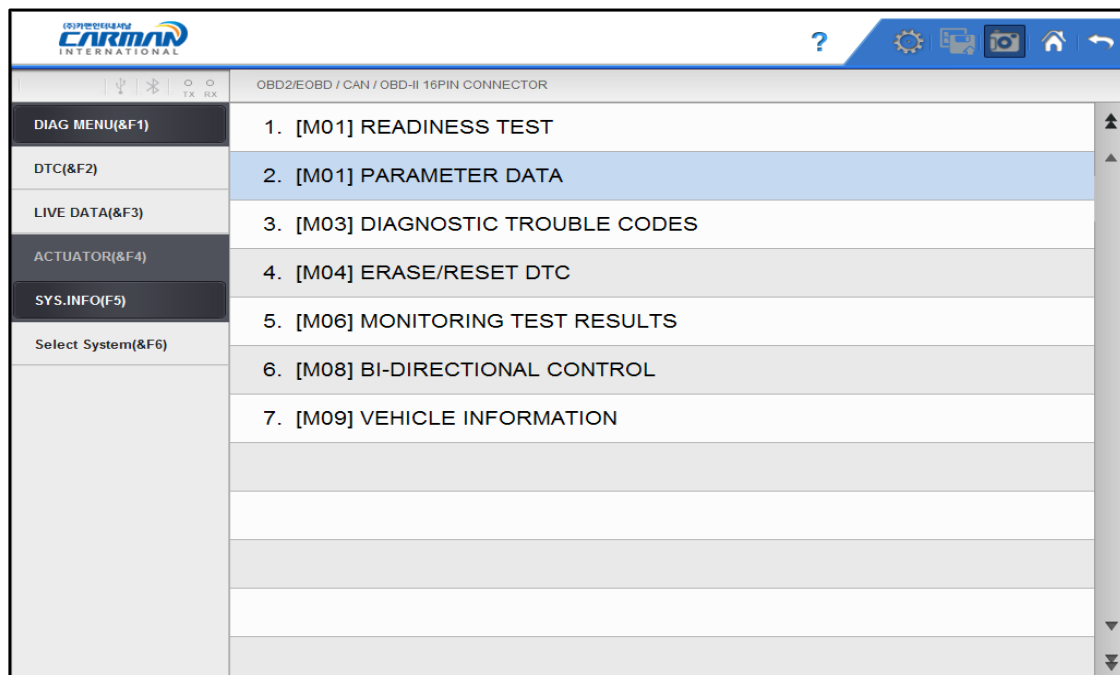 (주)카맨인터내셔날
CARMAN
INTERNATIONAL
?
TX RX
OBD2/EOBD / CAN / OBD-II 16PIN CONNECTOR
DIAG MENU(&F1)
DTC(&F2)
LIVE DATA(&F3)
ACTUATOR(&F4)
SYS.INFO(F5)
Select System(&F6)
1. [M01] READINESS TEST
2. [M01] PARAMETER DATA
3. [M03] DIAGNOSTIC TROUBLE CODES
4. [M04] ERASE/RESET DTC
5. [M06] MONITORING TEST RESULTS
6. [M08] BI-DIRECTIONAL CONTROL
7. [M09] VEHICLE INFORMATION